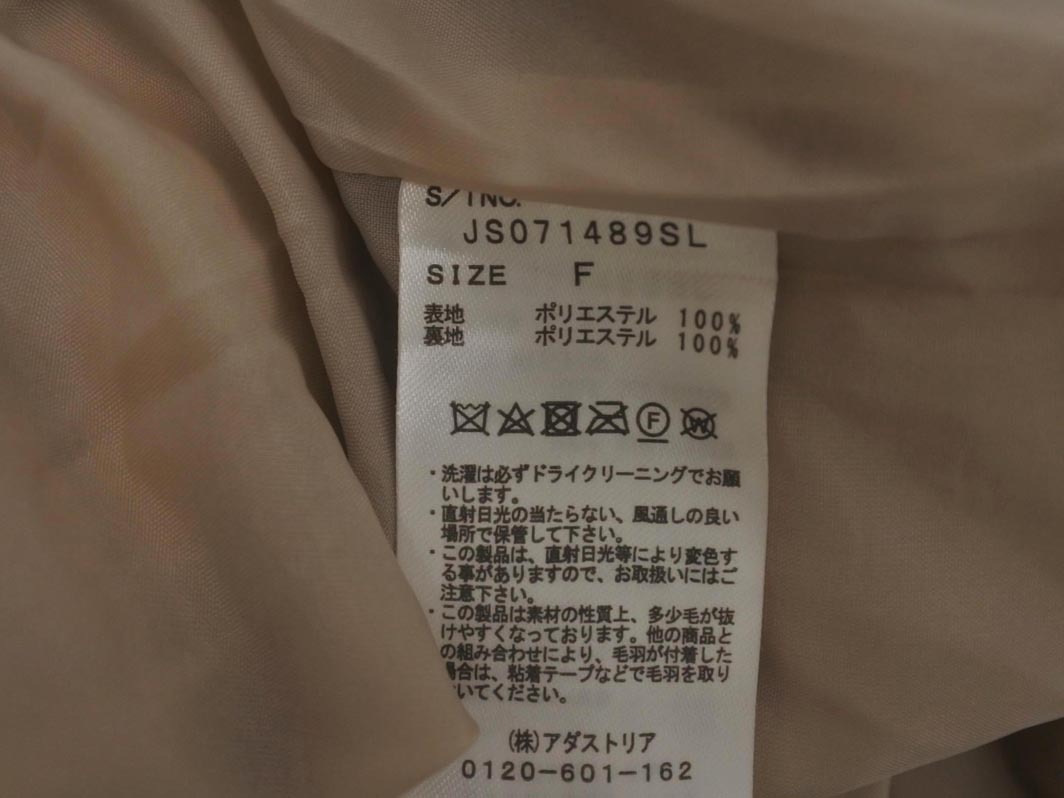 S/TNO.
JS071489SL
SIZE F
表地 ポリエステル 100%
裏地 ポリエステル 100%
F W
・洗濯は必ずドライクリーニングでお願
いします。
・直射日光の当たらない、風通しの良い
場所で保管して下さい。
・この製品は、直射日光等により変色す
る事がありますので、お取扱いにはご
注意下さい。
・この製品は素材の性質上、多少毛が抜
けやすくなっております。他の商品と
の組み合わせにより、毛羽が付着した
場合は、粘着テープなどで毛羽を取り
いてください。
(株)アダストリア
0120-601-162